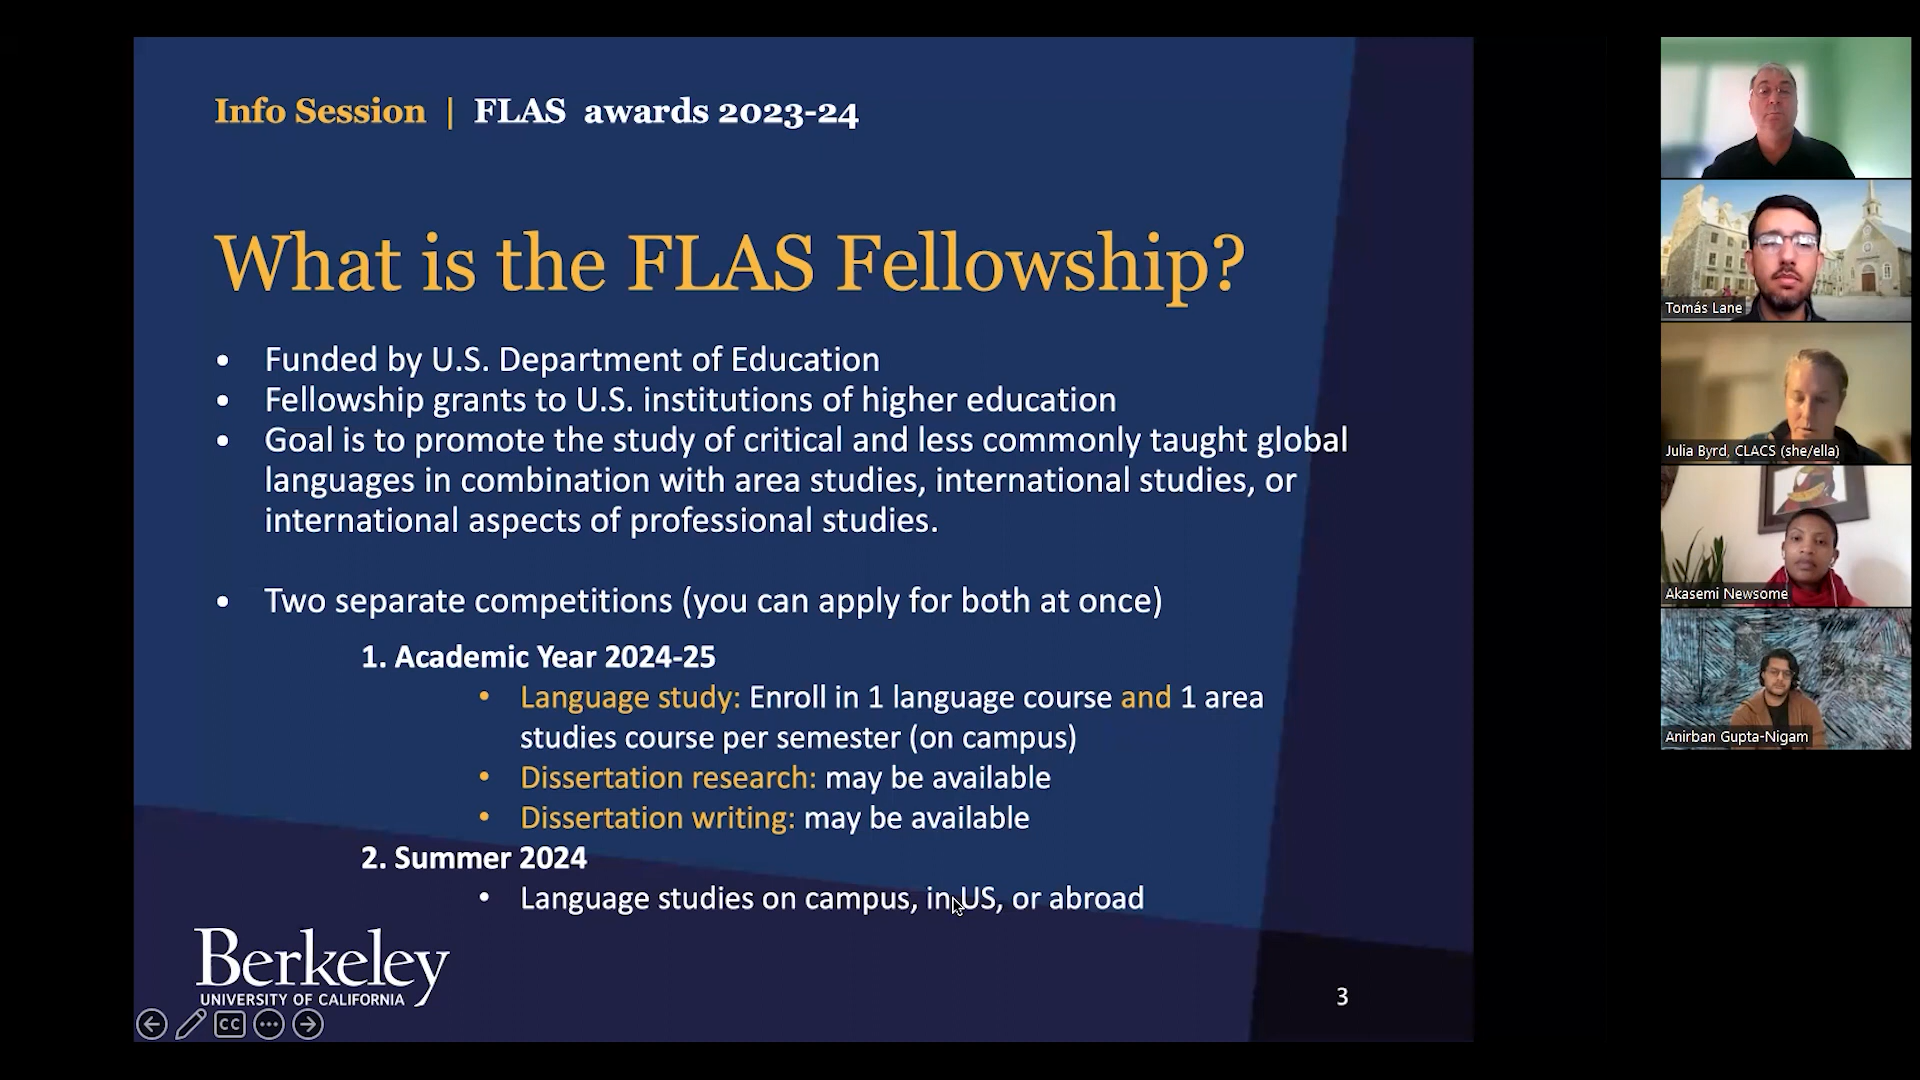 Info Session | FLAS awards 2023-24
What is the FLAS Fellowship?
• Funded by U.S. Department of Education
• Fellowship grants to U.S. institutions of higher education
• Goal is to promote the study of critical and less commonly taught global
languages in combination with area studies, international studies, or
international aspects of professional studies.
• Two separate competitions (you can apply for both at once)
1. Academic Year 2024-25
• Language study: Enroll in 1 language course and 1 area
studies course per semester (on campus)
• Dissertation research: may be available
• Dissertation writing: may be available
2. Summer 2024
• Language studies on campus, in US, or abroad
Berkeley
UNIVERSITY OF CALIFORNIA
3
CC
Tomás Lane
Julia Byrd, CLACS (she/ella)
Akasemi Newsome
Anirban Gupta-Nigam